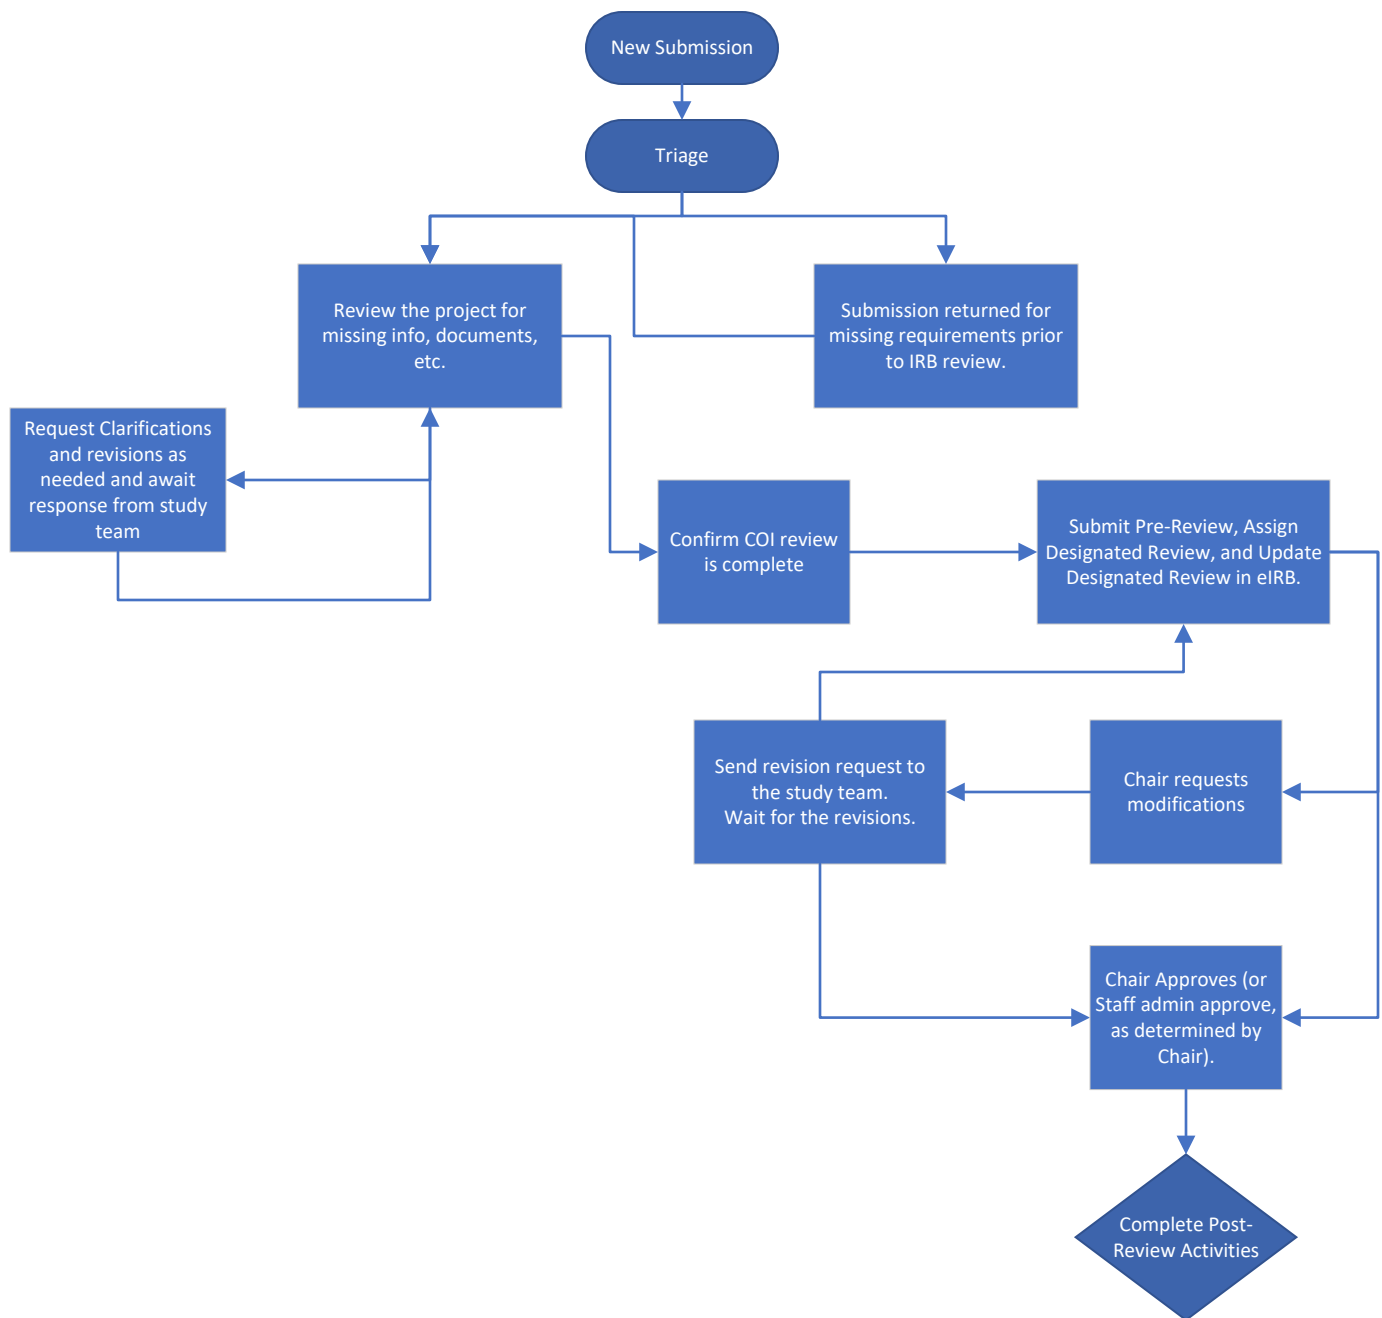 New Submission
Triage
Review the project for
missing info, documents,
etc.
Submission returned for
missing requirements prior
to IRB review.
Request Clarifications
and revisions as
needed and await
response from study
team
Confirm COI review
is complete
Submit Pre-Review, Assign
Designated Review, and Update
Designated Review in eIRB.
Send revision request to
the study team.
Wait for the revisions.
Chair requests
modifications
Chair Approves (or
Staff admin approve,
as determined by
Chair).
Complete Post-
Review Activities